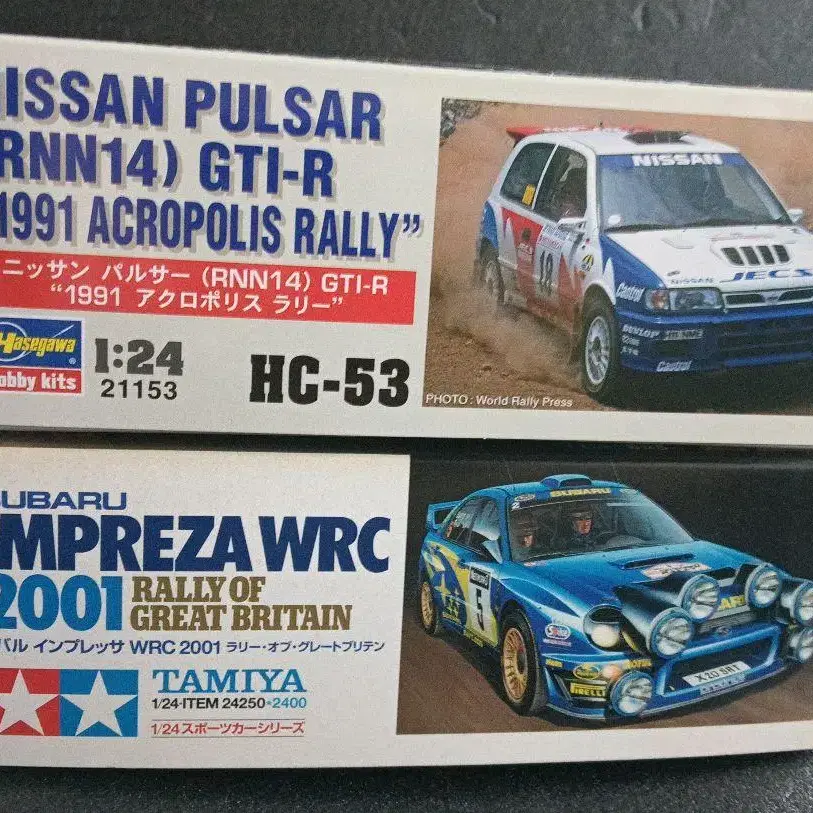 ISSAN PULSAR
(RNN14) GTI-R
1991 ACROPOLIS RALLY”
ニッサン パルサー (RNN14) GTI-R
“1991 アクロポリス ラリー”
Hasegawa
obby kits
1:24
21153
HC-53
PHOTO : World Rally Press
NISSAN
18
NISSAN
JECS
Castrol
DUNLOP
Castrol
SUBARU
IMPREZA WRC
2001 RALLY OF
GREAT BRITAIN
バル インプレッサ WRC 2001 ラリー・オブ・グレートブリテン
TAMIYA
1/24・ITEM 24250★2400
1/24スポーツカーシリーズ
2
SUBARU
5
PIRELLI
X20 SRT